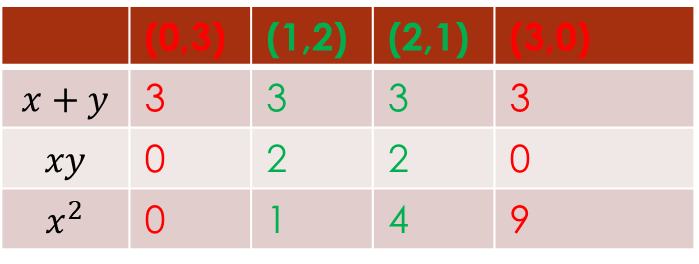 (0,3) (1,2) (2,1) (3,0)
x + y 3 3 3 3
xy 0 2 2 0
x² 0 1 4 9